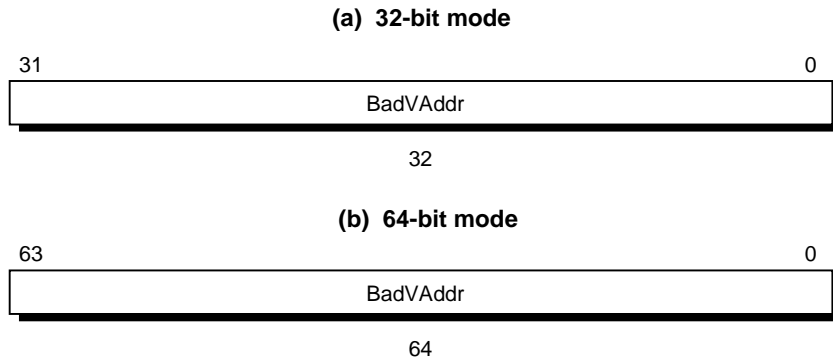 (a) 32-bit mode
31 0
BadVAddr
32
(b) 64-bit mode
63 0
BadVAddr
64